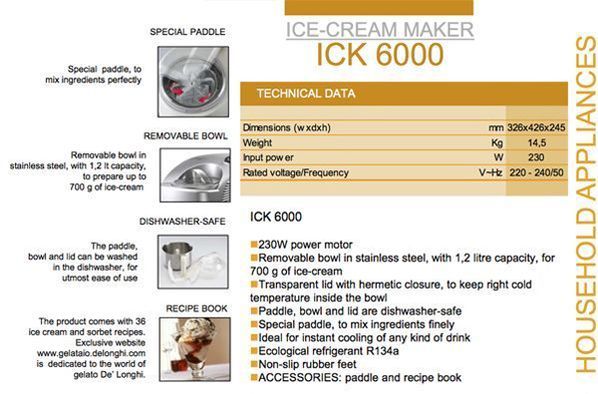 ICE-CREAM MAKER
ICK 6000
SPECIAL PADDLE
Special paddle, to
mix ingredients perfectly
REMOVABLE BOWL
Removable bowl in
stainless steel, with 1,2 lt capacity,
to prepare up to
700 g of ice-cream
DISHWASHER-SAFE
The paddle,
bowl and lid can be washed
in the dishwasher, for
utmost ease of use
RECIPE BOOK
The product comes with 36
ice cream and sorbet recipes.
Exclusive website
www.gelataio.delonghi.com
is dedicated to the world of
gelato De' Longhi.
TECHNICAL DATA
Dimensions (wxdxh) mm 326x426x245
Weight Kg 14,5
Input power W 230
Rated voltage/Frequency V~Hz 220 - 240/50
ICK 6000
230W power motor
Removable bowl in stainless steel, with 1,2 litre capacity, for
700 g of ice-cream
Transparent lid with hermetic closure, to keep right cold
temperature inside the bowl
Paddle, bowl and lid are dishwasher-safe
Special paddle, to mix ingredients finely
Ideal for instant cooling of any kind of drink
Ecological refrigerant R134a
Non-slip rubber feet
ACCESSORIES: paddle and recipe book
HOUSEHOLD APPLIANCES